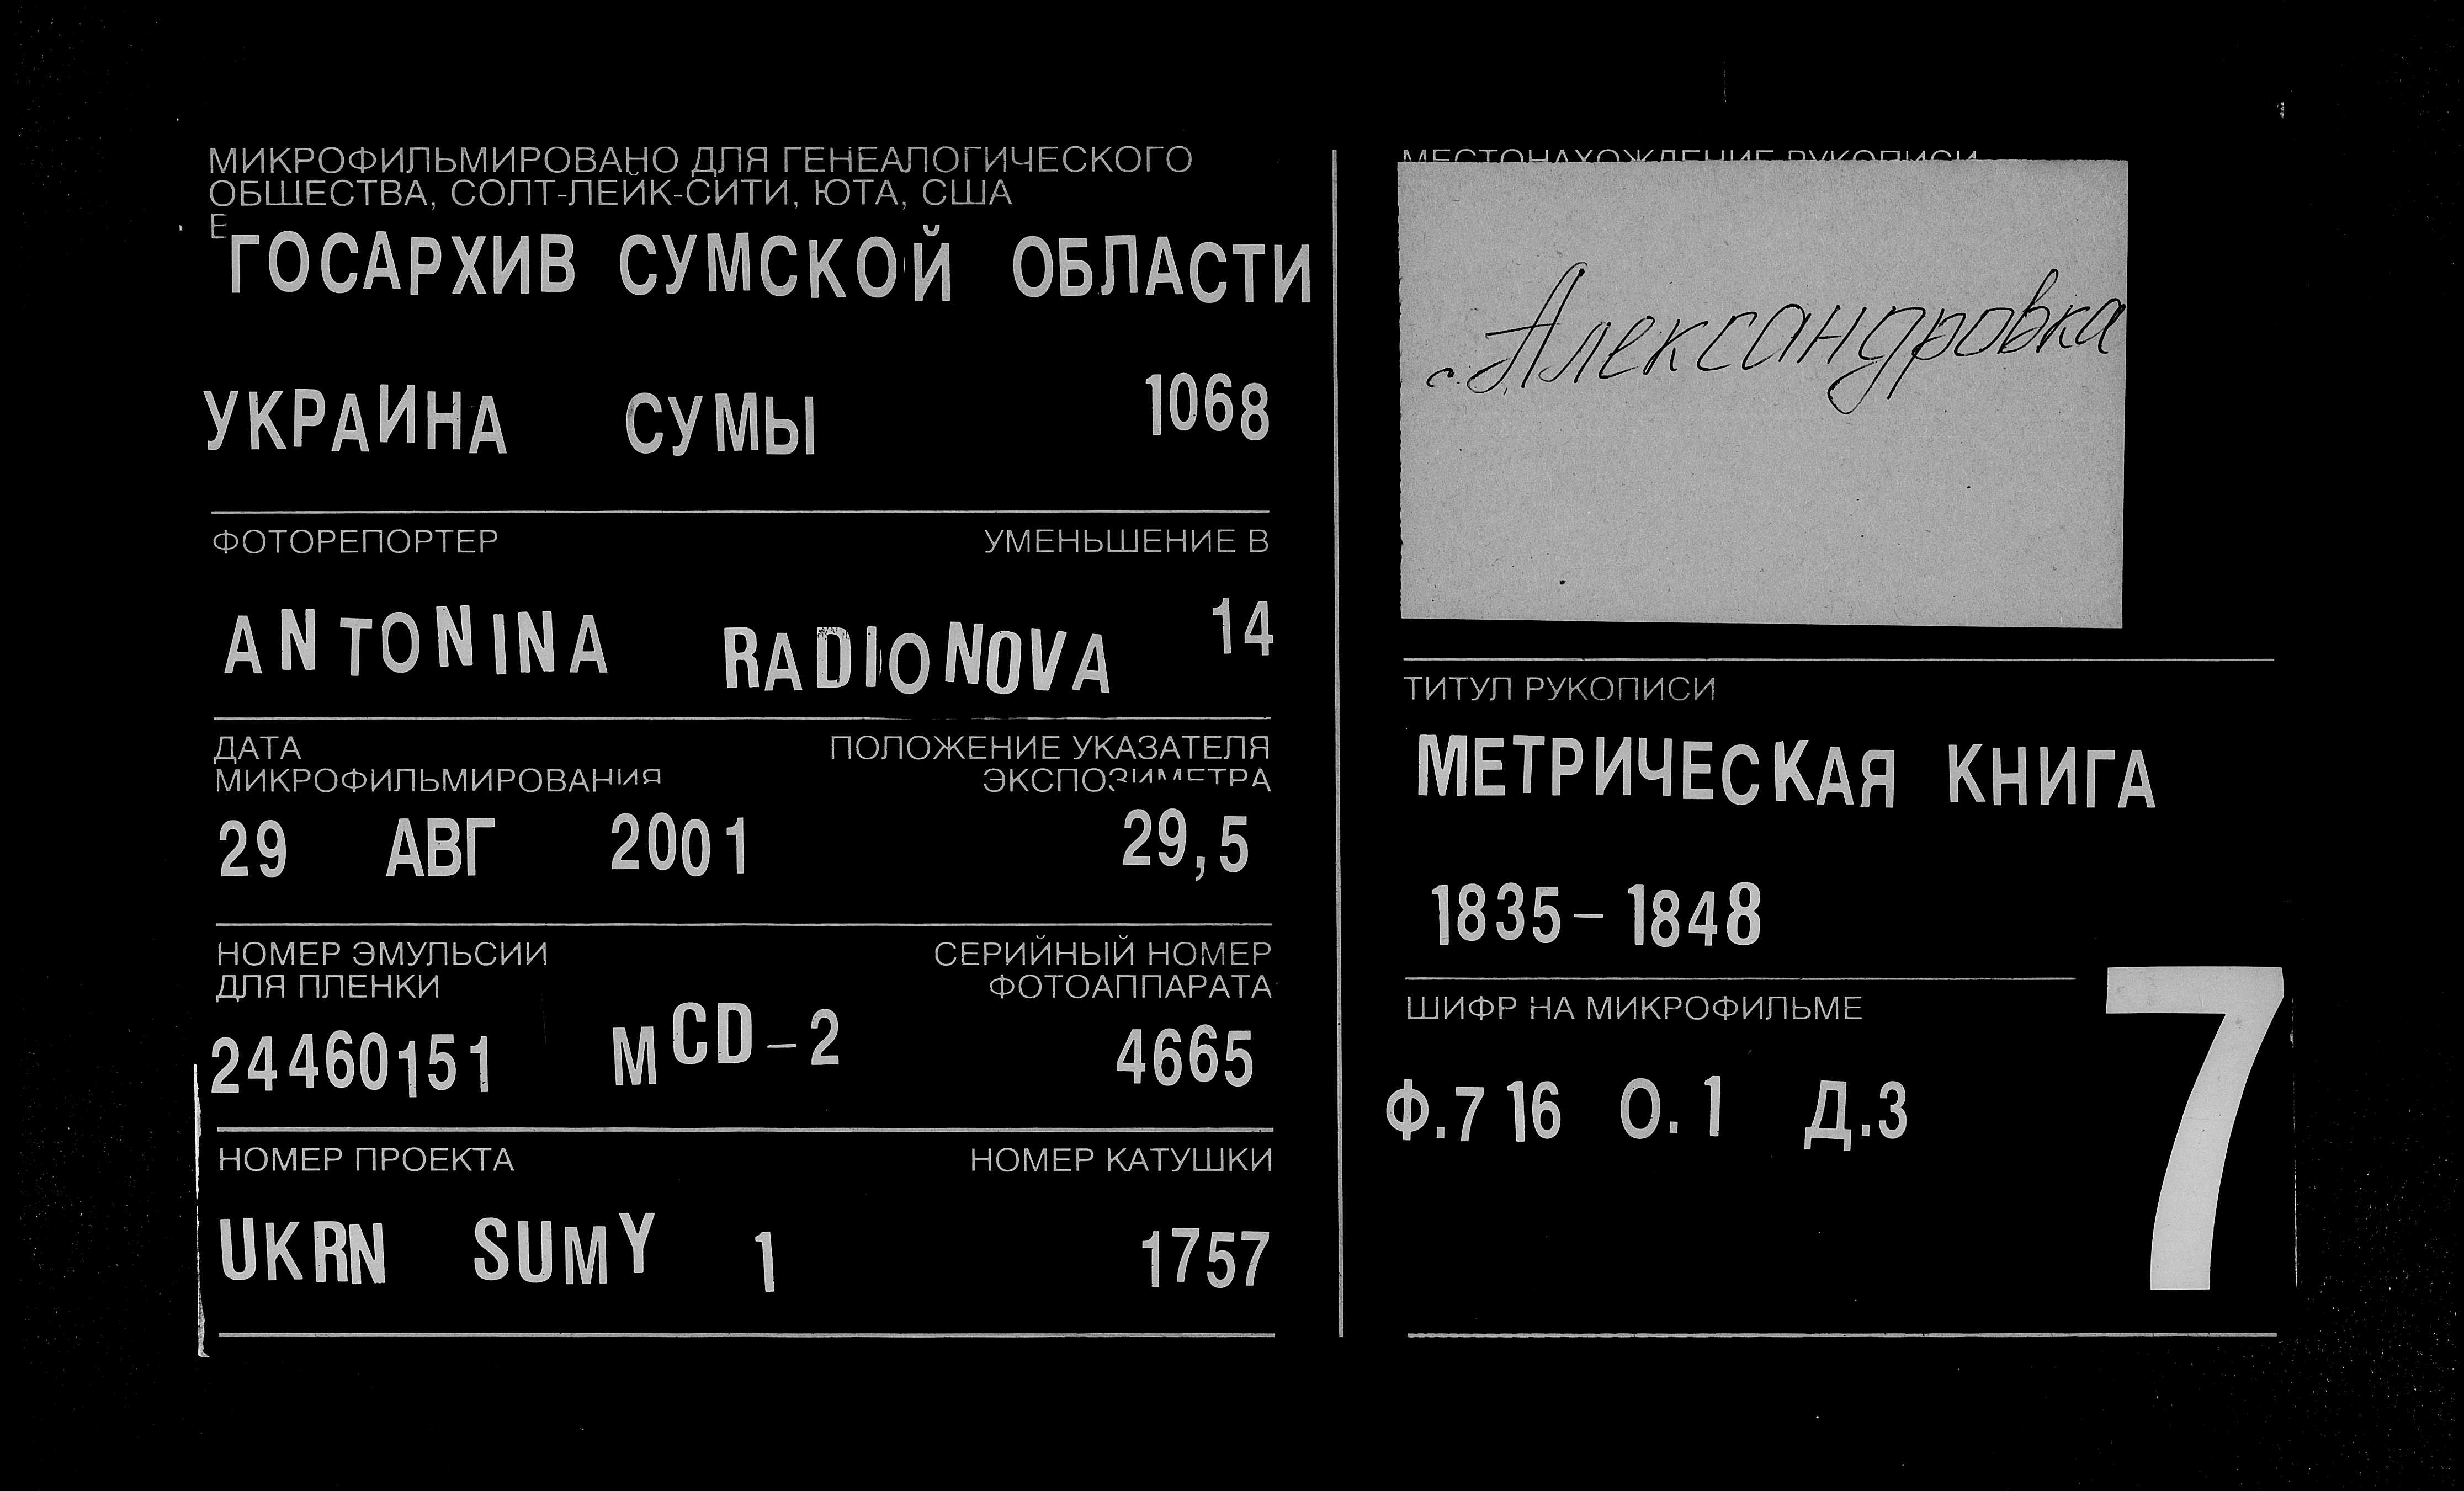 МИКРОФИЛЬМИРОВАНО ДЛЯ ГЕНЕАЛОГИЧЕСКОГО
ОБЩЕСТВА, СОЛТ-ЛЕЙК-СИТИ, ЮТА, США
Е
ГОСАРХИВ СУМСКОЙ ОБЛАСТИ
УКРАИНА СУМЫ 1068
ФОТОРЕПОРТЕР УМЕНЬШЕНИЕ В
ANTONINA RADIONOVA 14
ДАТА ПОЛОЖЕНИЕ УКАЗАТЕЛЯ
МИКРОФИЛЬМИРОВАНИЯ ЭКСПОЗИМЕТРА
29 АВГ 2001 29,5
НОМЕР ЭМУЛЬСИИ СЕРИЙНЫЙ НОМЕР
ДЛЯ ПЛЕНКИ ФОТОАППАРАТА
24460151 MCD-2 4665
НОМЕР ПРОЕКТА НОМЕР КАТУШКИ
UKRN SUMY 1 1757
МЕСТОНАХОЖДЕНИЕ РУКОПИСИ
с. Александровка
ТИТУЛ РУКОПИСИ
МЕТРИЧЕСКАЯ КНИГА
1835-1848
ШИФР НА МИКРОФИЛЬМЕ
Ф.716 О.1 Д.3
7